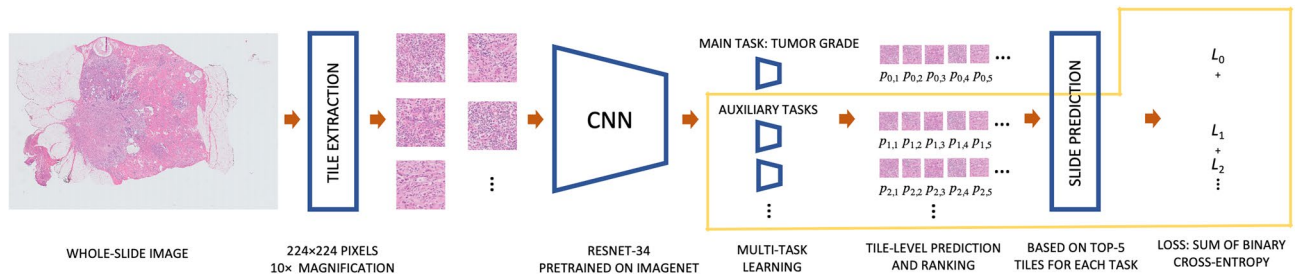 MAIN TASK: TUMOR GRADE
p0,1 p0,2 p0,3 p0,4 p0,5
...
L0
+
TILE EXTRACTION
CNN
AUXILIARY TASKS
p1,1 p1,2 p1,3 p1,4 p1,5
...
p2,1 p2,2 p2,3 p2,4 p2,5
...
SLIDE PREDICTION
L1
+
L2
WHOLE-SLIDE IMAGE
224×224 PIXELS
10× MAGNIFICATION
RESNET-34
PRETRAINED ON IMAGENET
MULTI-TASK
LEARNING
TILE-LEVEL PREDICTION
AND RANKING
BASED ON TOP-5
TILES FOR EACH TASK
LOSS: SUM OF BINARY
CROSS-ENTROPY